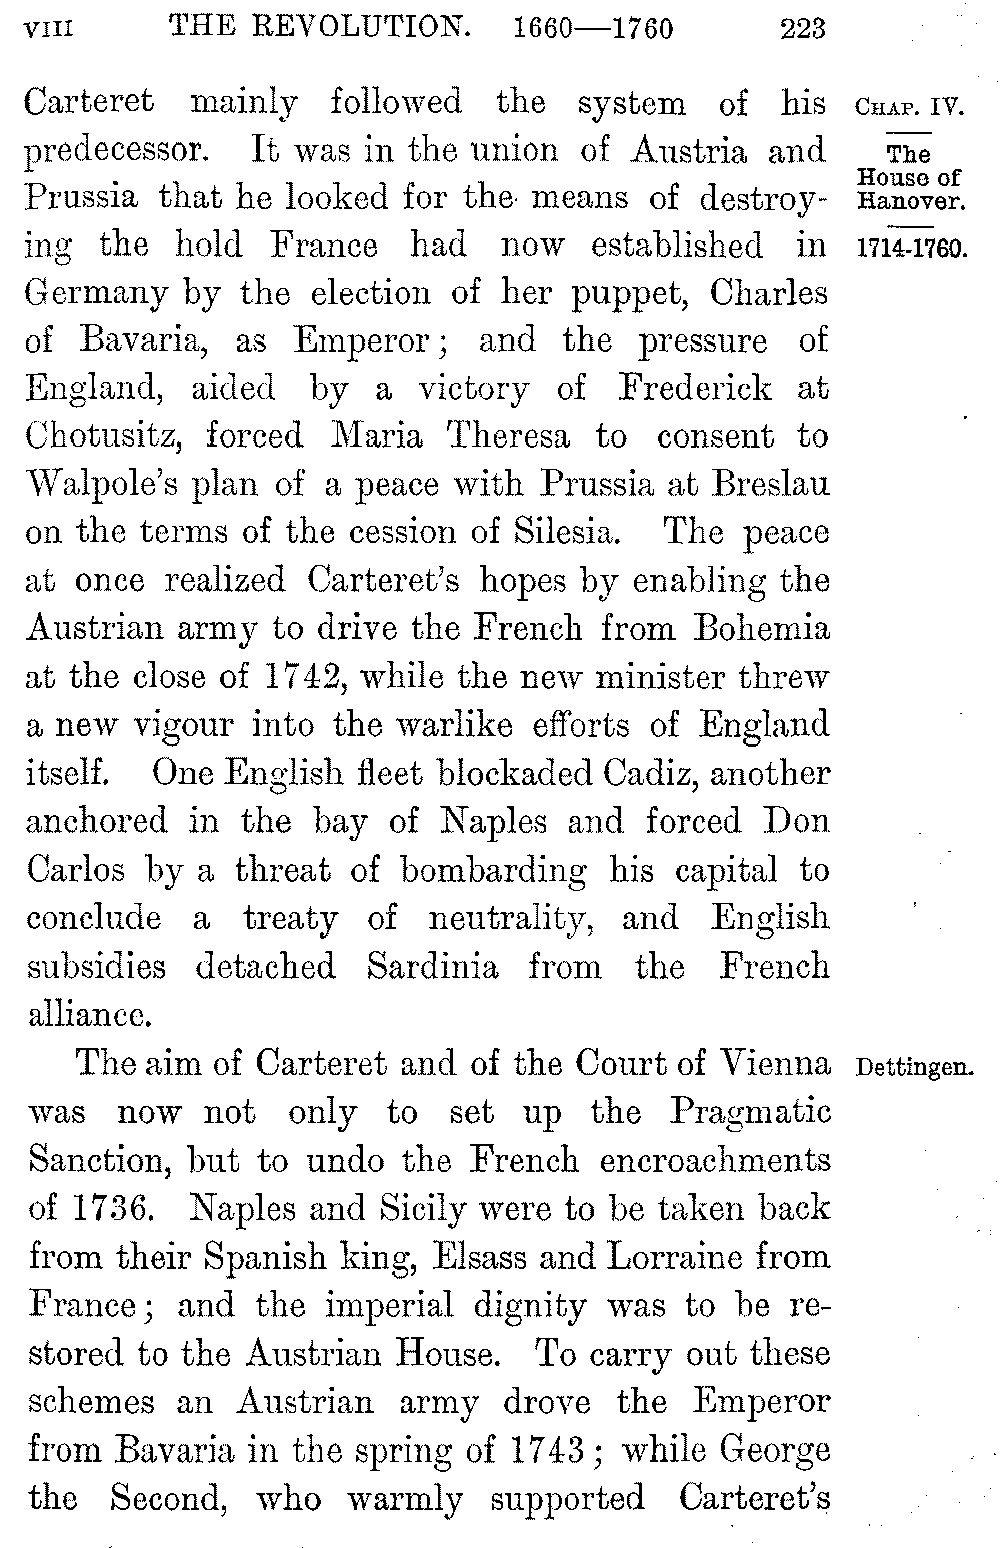 VIII THE REVOLUTION. 1660—1760 223
Carteret mainly followed the system of his
predecessor. It was in the union of Austria and
Prussia that he looked for the means of destroy-
ing the hold France had now established in
Germany by the election of her puppet, Charles
of Bavaria, as Emperor; and the pressure of
England, aided by a victory of Frederick at
Chotusitz, forced Maria Theresa to consent to
Walpole's plan of a peace with Prussia at Breslau
on the terms of the cession of Silesia. The peace
at once realized Carteret's hopes by enabling the
Austrian army to drive the French from Bohemia
at the close of 1742, while the new minister threw
a new vigour into the warlike efforts of England
itself. One English fleet blockaded Cadiz, another
anchored in the bay of Naples and forced Don
Carlos by a threat of bombarding his capital to
conclude a treaty of neutrality, and English
subsidies detached Sardinia from the French
alliance.
The aim of Carteret and of the Court of Vienna
was now not only to set up the Pragmatic
Sanction, but to undo the French encroachments
of 1736. Naples and Sicily were to be taken back
from their Spanish king, Elsass and Lorraine from
France; and the imperial dignity was to be re-
stored to the Austrian House. To carry out these
schemes an Austrian army drove the Emperor
from Bavaria in the spring of 1743; while George
the Second, who warmly supported Carteret's
CHAP. IV.
The
House of
Hanover.
1714-1760.
Dettingen.